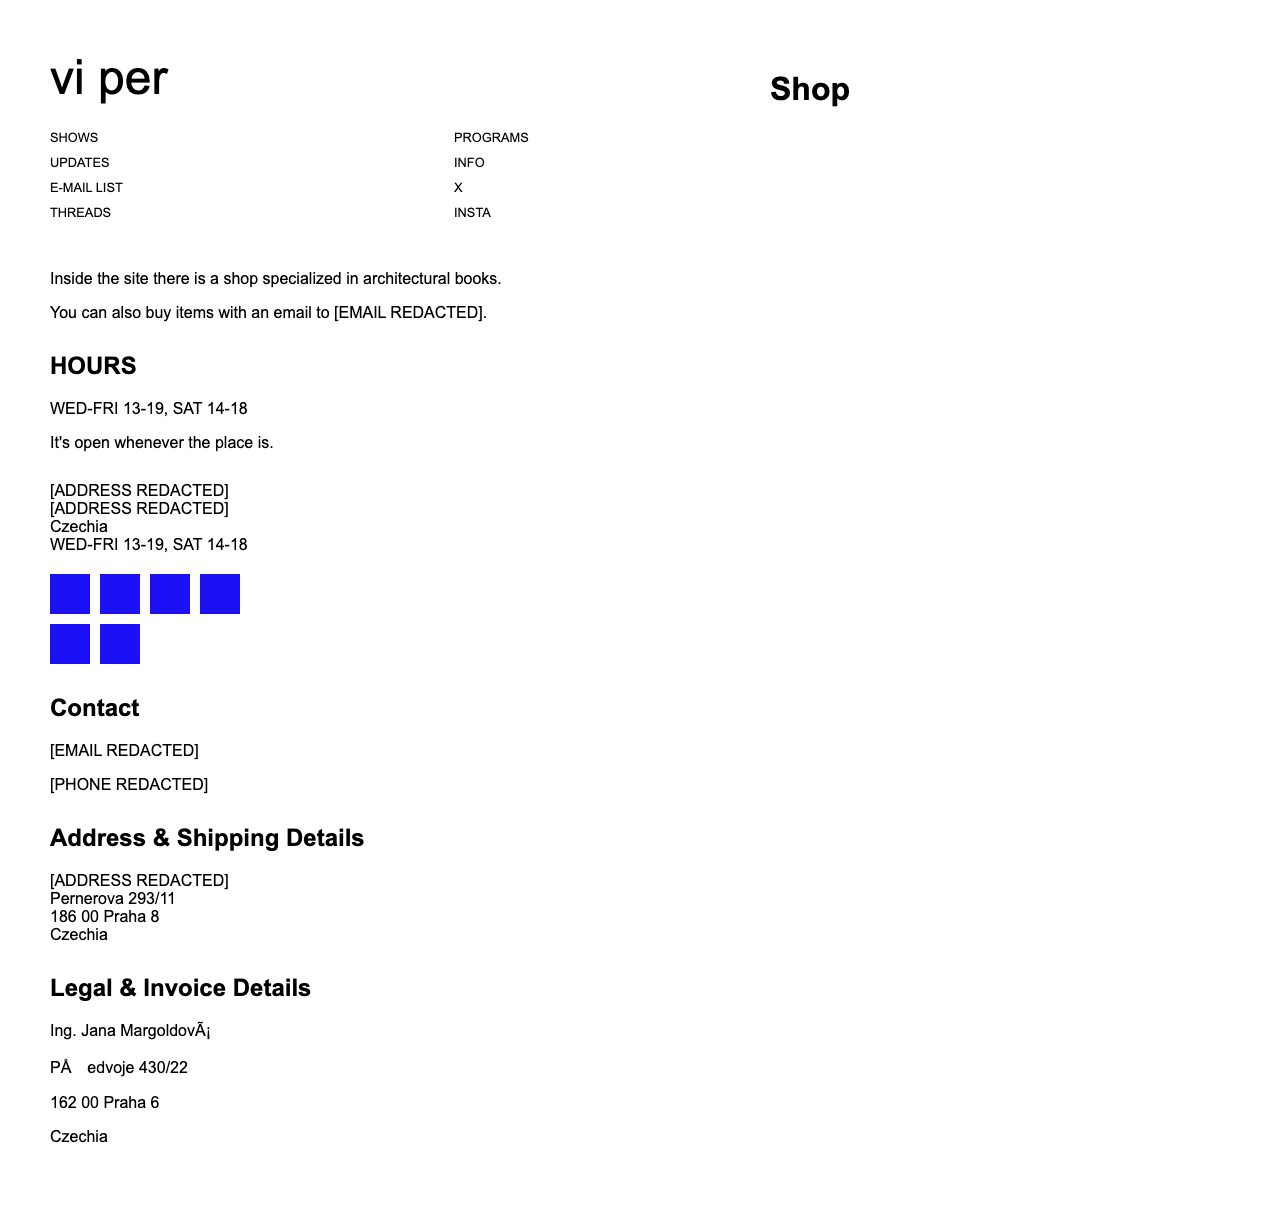 vi per
Shop
SHOWS
PROGRAMS
UPDATES
INFO
E-MAIL LIST
X
THREADS
INSTA
Inside the site there is a shop specialized in architectural books.
You can also buy items with an email to [EMAIL REDACTED].
HOURS
WED-FRI 13-19, SAT 14-18
It's open whenever the place is.
[ADDRESS REDACTED]
[ADDRESS REDACTED]
Czechia
WED-FRI 13-19, SAT 14-18
Contact
[EMAIL REDACTED]
[PHONE REDACTED]
Address & Shipping Details
[ADDRESS REDACTED]
Pernerova 293/11
186 00 Praha 8
Czechia
Legal & Invoice Details
Ing. Jana MargoldovÃ¡
PÅ edvoje 430/22
162 00 Praha 6
Czechia